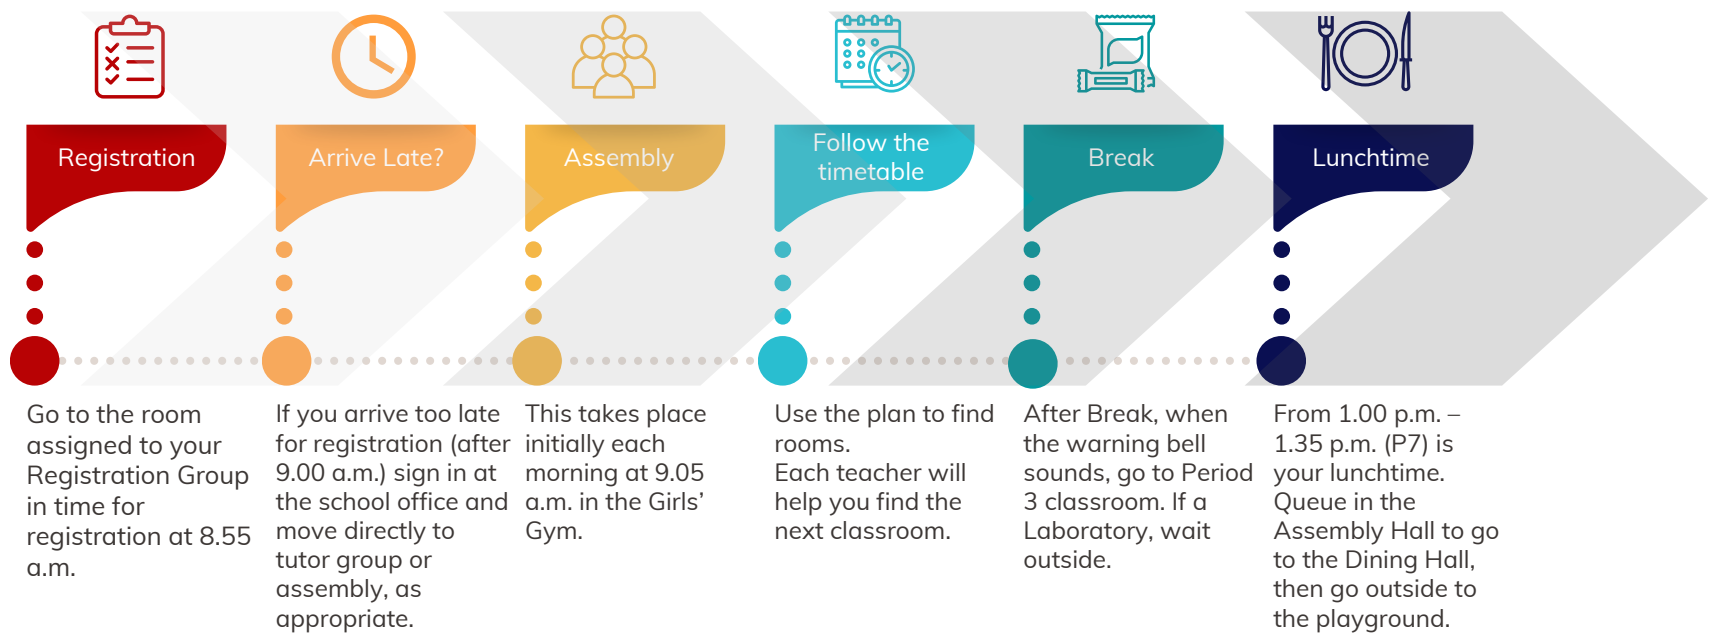 Registration
Go to the room
assigned to your
Registration Group
in time for
registration at 8.55
a.m.
Arrive Late?
If you arrive too late
for registration (after
9.00 a.m.) sign in at
the school office and
move directly to
tutor group or
assembly, as
appropriate.
Assembly
This takes place
initially each
morning at 9.05
a.m. in the Girls’
Gym.
Follow the
timetable
Use the plan to find
rooms.
Each teacher will
help you find the
next classroom.
Break
After Break, when
the warning bell
sounds, go to Period
3 classroom. If a
Laboratory, wait
outside.
Lunchtime
From 1.00 p.m. –
1.35 p.m. (P7) is
your lunchtime.
Queue in the
Assembly Hall to go
to the Dining Hall,
then go outside to
the playground.